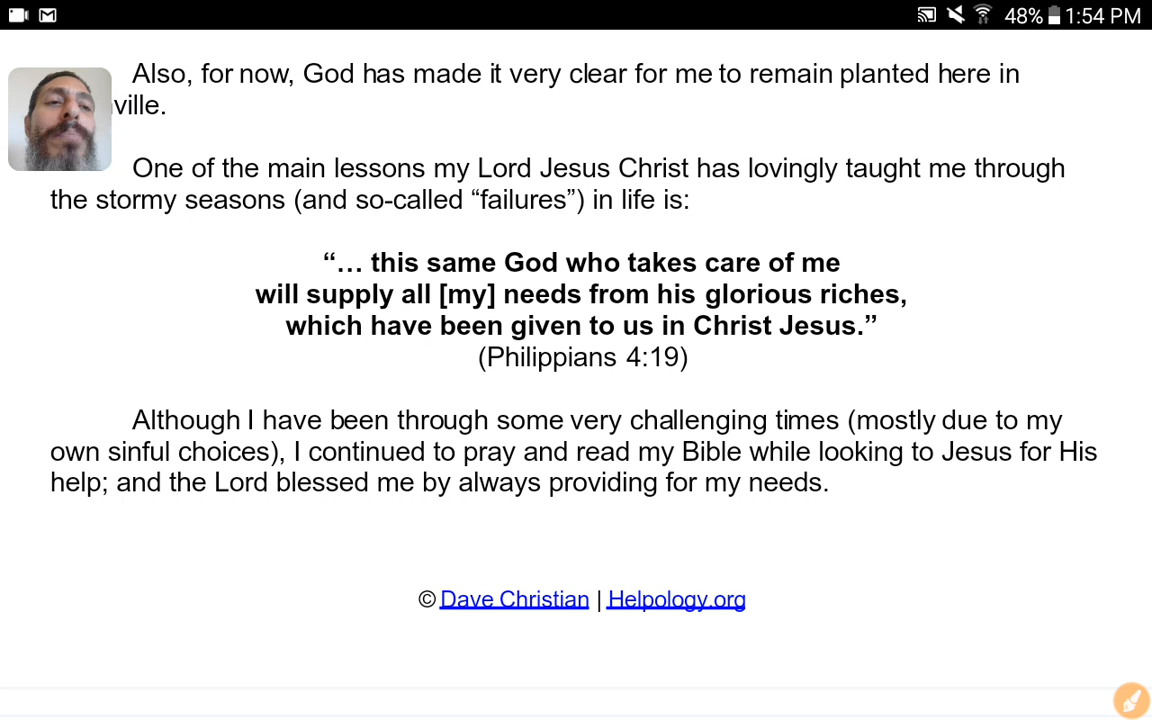 48% 1:54 PM
Also, for now, God has made it very clear for me to remain planted here in
ville.
One of the main lessons my Lord Jesus Christ has lovingly taught me through
the stormy seasons (and so-called “failures”) in life is:
“… this same God who takes care of me
will supply all [my] needs from his glorious riches,
which have been given to us in Christ Jesus.”
(Philippians 4:19)
Although I have been through some very challenging times (mostly due to my
own sinful choices), I continued to pray and read my Bible while looking to Jesus for His
help; and the Lord blessed me by always providing for my needs.
© Dave Christian | Helpology.org